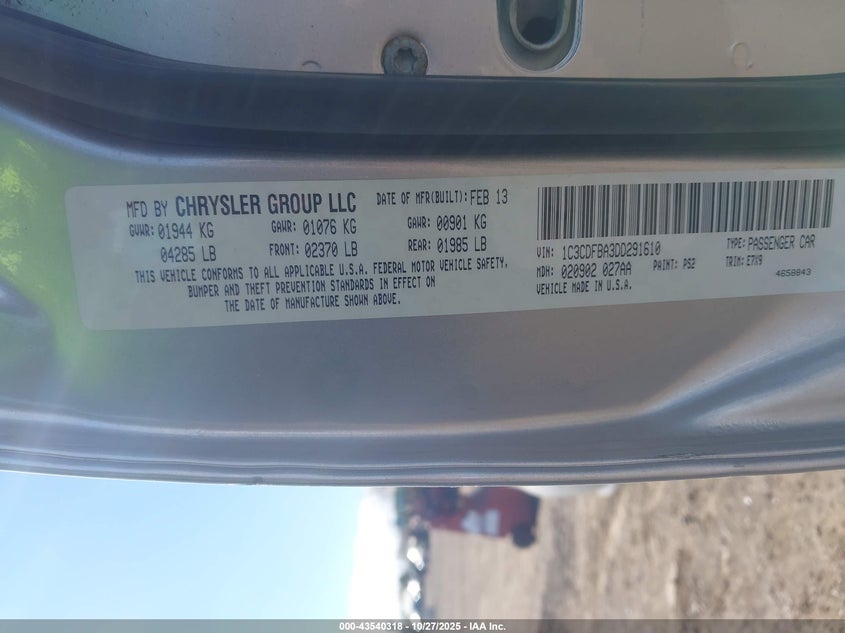 MFD BY CHRYSLER GROUP LLC DATE OF MFR(BUILT): FEB 13
GVWR: 01944 KG GAWR: 01076 KG GAWR: 00901 KG
04285 LB FRONT: 02370 LB REAR: 01985 LB
THIS VEHICLE CONFORMS TO ALL APPLICABLE U.S.A. FEDERAL MOTOR VEHICLE SAFETY,
BUMPER AND THEFT PREVENTION STANDARDS IN EFFECT ON
THE DATE OF MANUFACTURE SHOWN ABOVE.
VIN: 1C3CDFBA3DD291610 TYPE: PASSENGER CAR
MDH: 020902 027AA PAINT: PS2 TRIM: E7X9
VEHICLE MADE IN U.S.A. 4658843
000-43540318 - 10/27/2025 - IAA Inc.